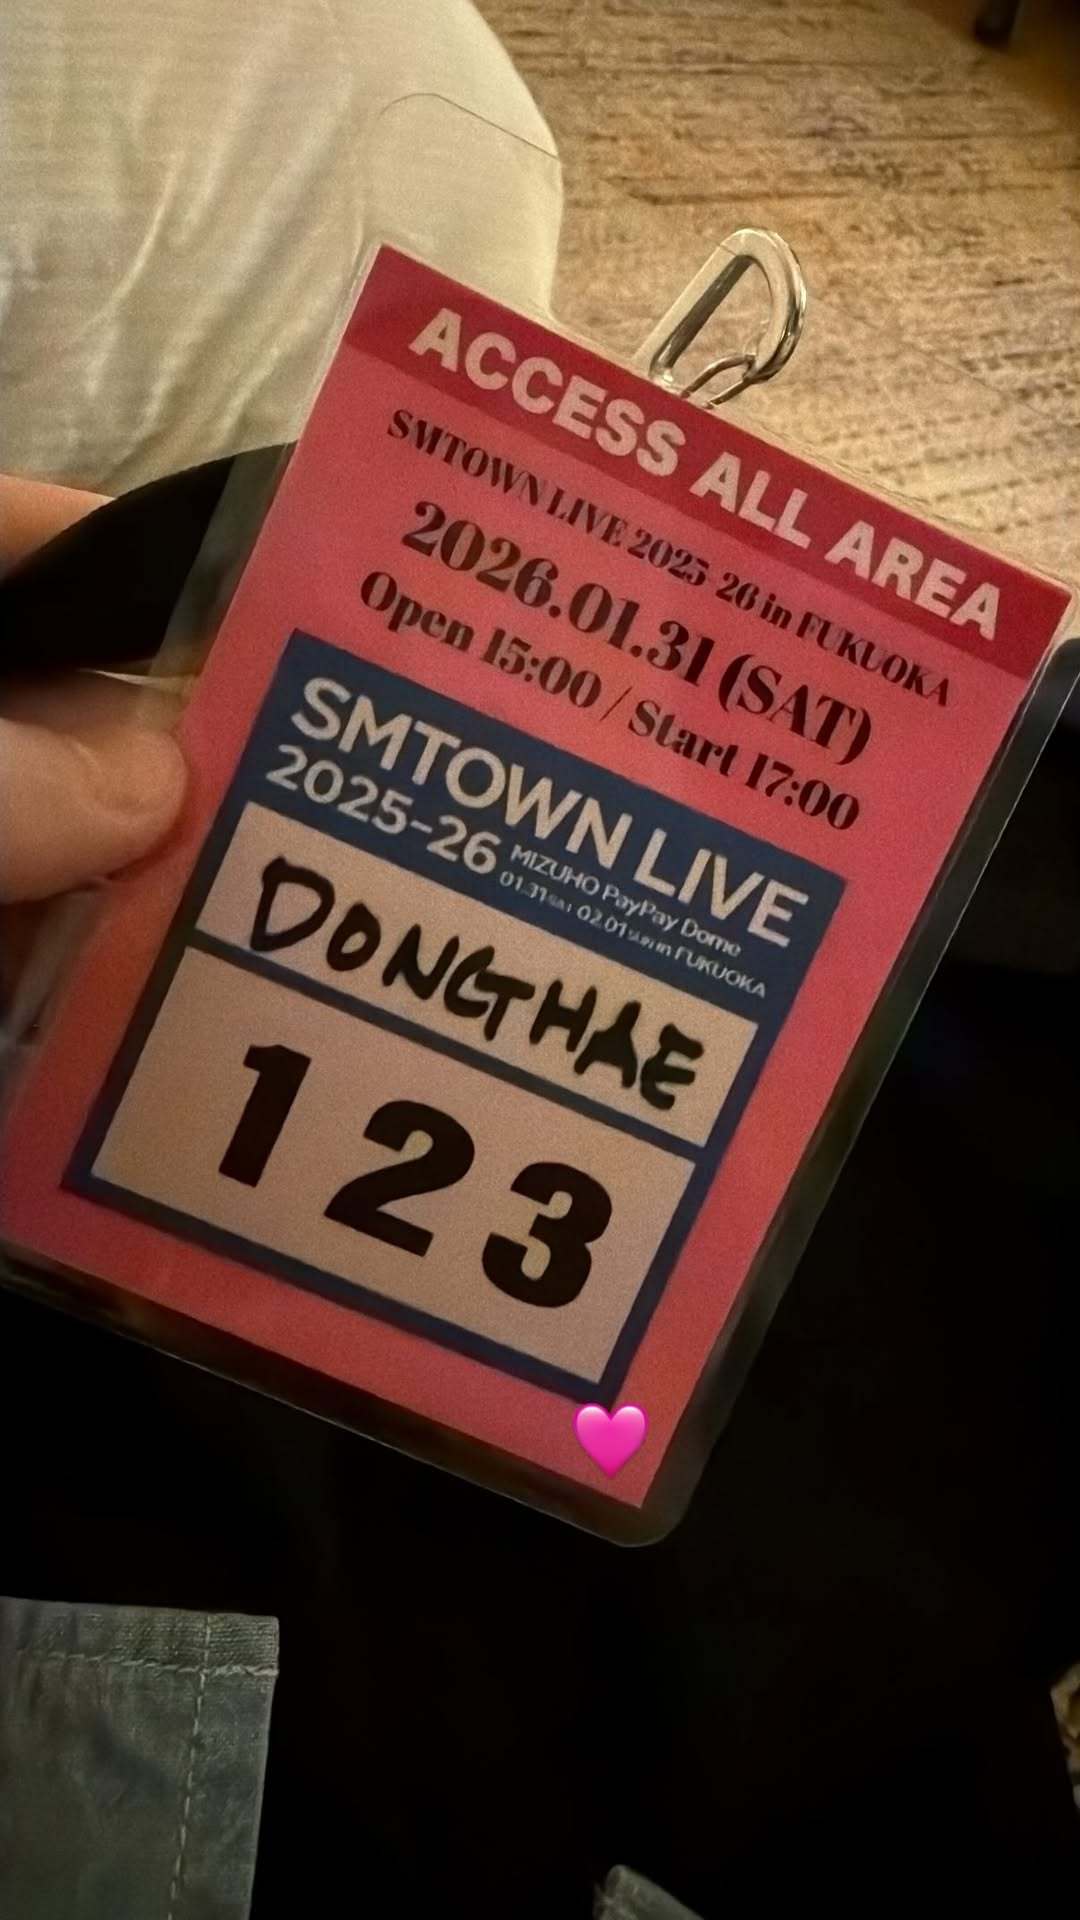 ACCESS ALL AREA
SMTOWN LIVE 2025-26 in FUKUOKA
2026.01.31 (SAT)
Open 15:00 / Start 17:00
SMTOWN LIVE
2025-26 MIZUHO PayPay Dome
01.31 SAT 02.01 SUN in FUKUOKA
DONGHAE
123